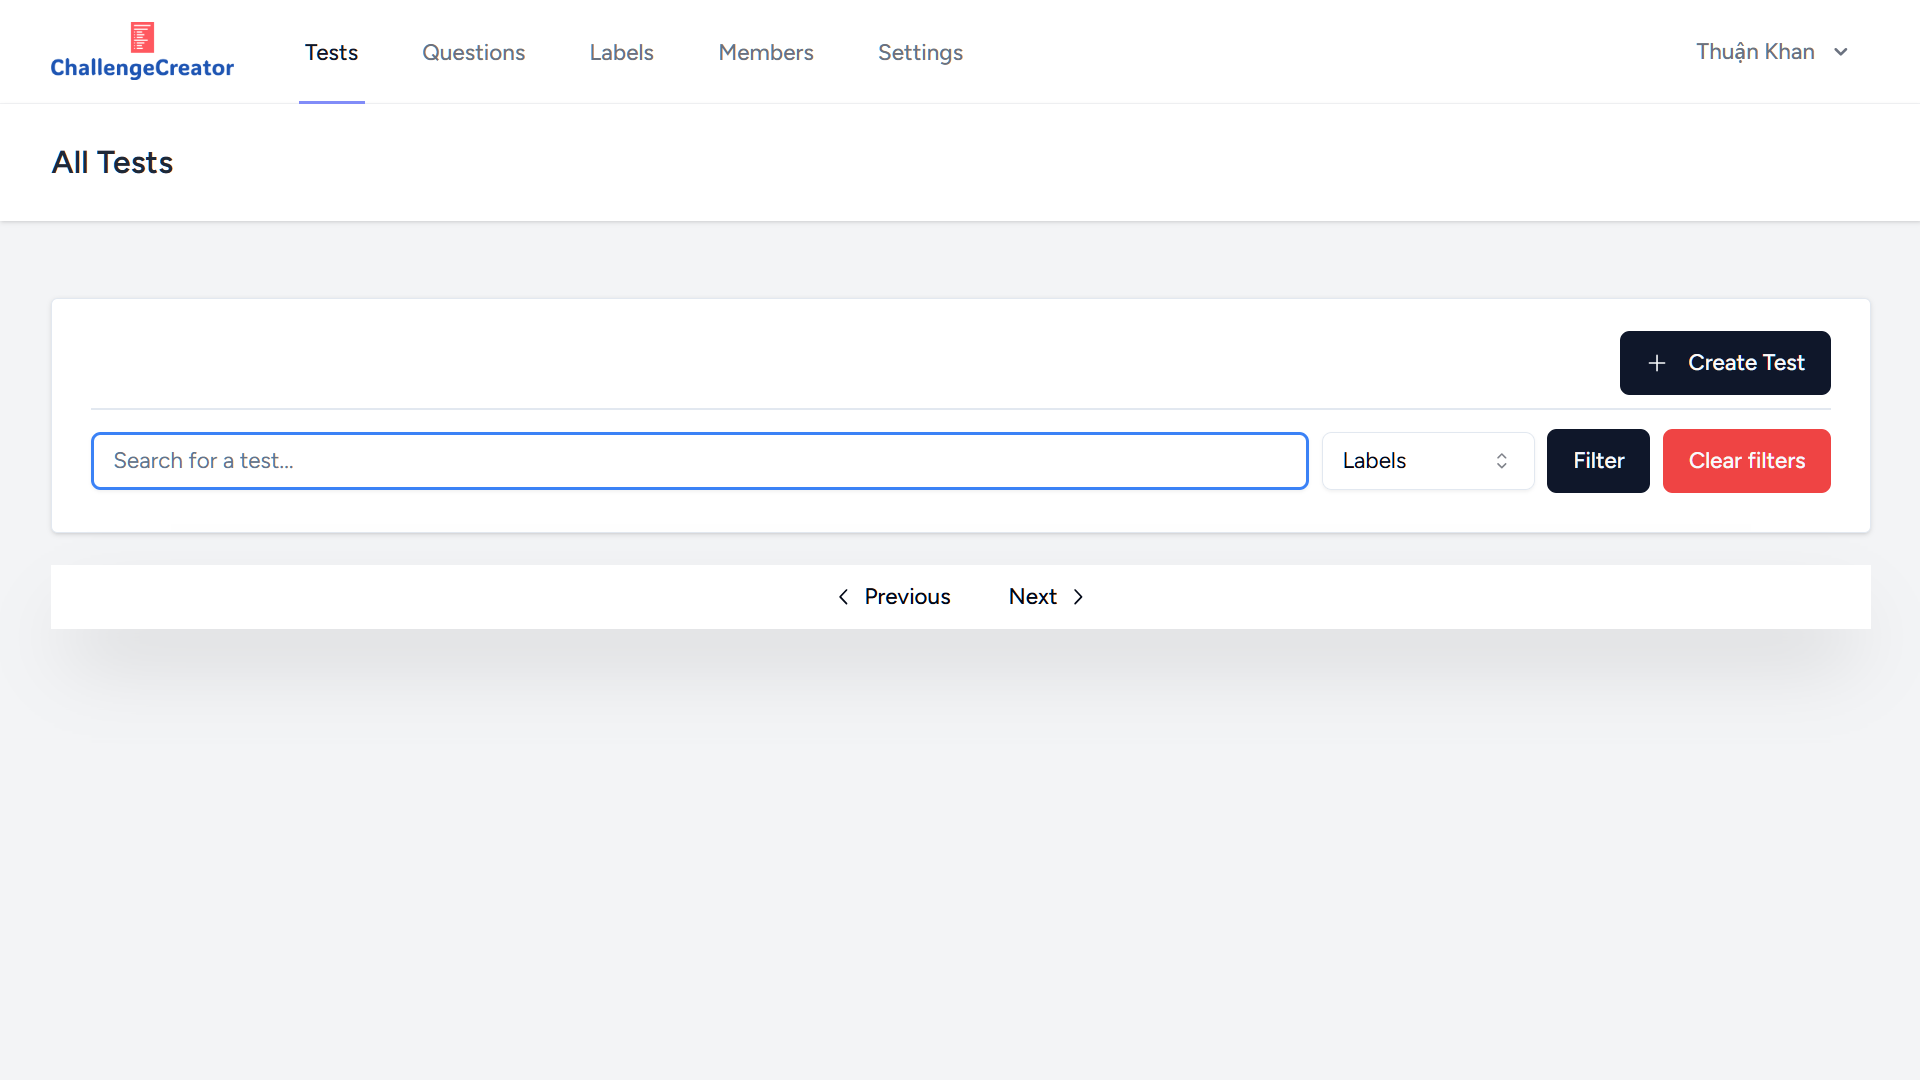 ChallengeCreator
Tests
Questions
Labels
Members
Settings
Thuận Khan
All Tests
Create Test
Search for a test...
Labels
Filter
Clear filters
Previous
Next